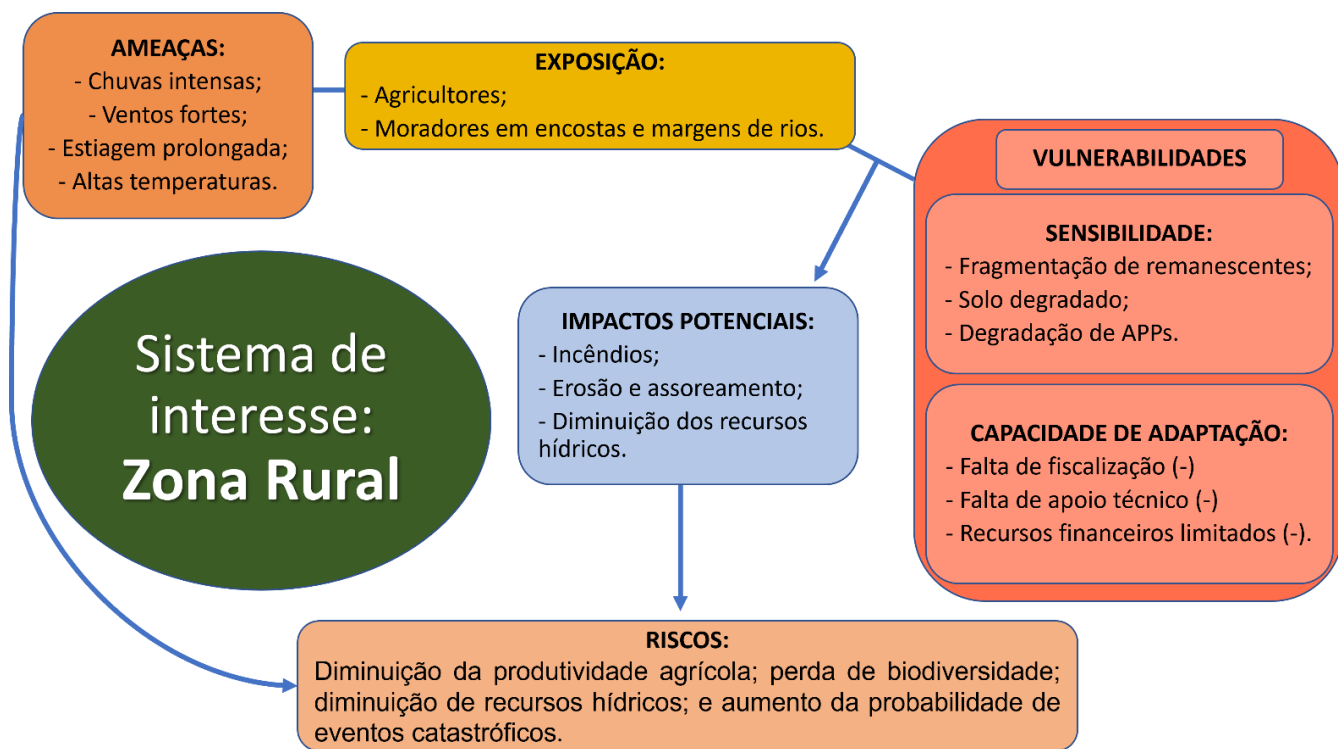 AMEAÇAS:
- Chuvas intensas;
- Ventos fortes;
- Estiagem prolongada;
- Altas temperaturas.
EXPOSIÇÃO:
- Agricultores;
- Moradores em encostas e margens de rios.
VULNERABILIDADES
SENSIBILIDADE:
- Fragmentação de remanescentes;
- Solo degradado;
- Degradação de APPs.
CAPACIDADE DE ADAPTAÇÃO:
- Falta de fiscalização (-)
- Falta de apoio técnico (-)
- Recursos financeiros limitados (-).
Sistema de
interesse:
Zona Rural
IMPACTOS POTENCIAIS:
- Incêndios;
- Erosão e assoreamento;
- Diminuição dos recursos
hídricos.
RISCOS:
Diminuição da produtividade agrícola; perda de biodiversidade;
diminuição de recursos hídricos; e aumento da probabilidade de
eventos catastróficos.